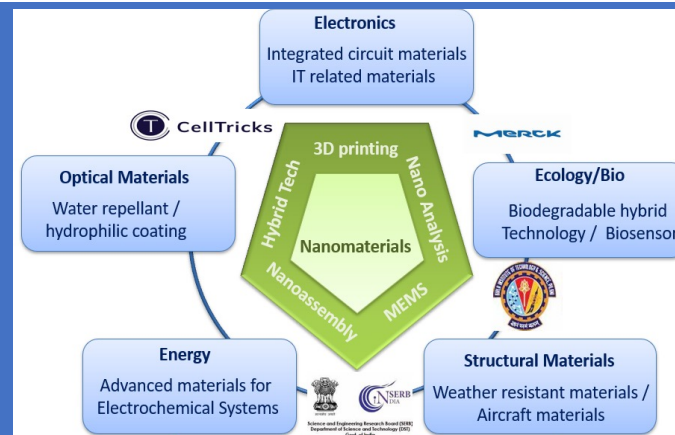 Electronics
Integrated circuit materials
IT related materials
T CellTricks
MERCK
3D printing
Hybrid Tech
Nano Analysis
Nanomaterials
Nanoassembly
MEMS
Optical Materials
Water repellant /
hydrophilic coating
Ecology/Bio
Biodegradable hybrid
Technology / Biosensor
Energy
Advanced materials for
Electrochemical Systems
Structural Materials
Weather resistant materials /
Aircraft materials
SERB
Science and Engineering Research Board (SERB)
Department of Science and Technology (DST)